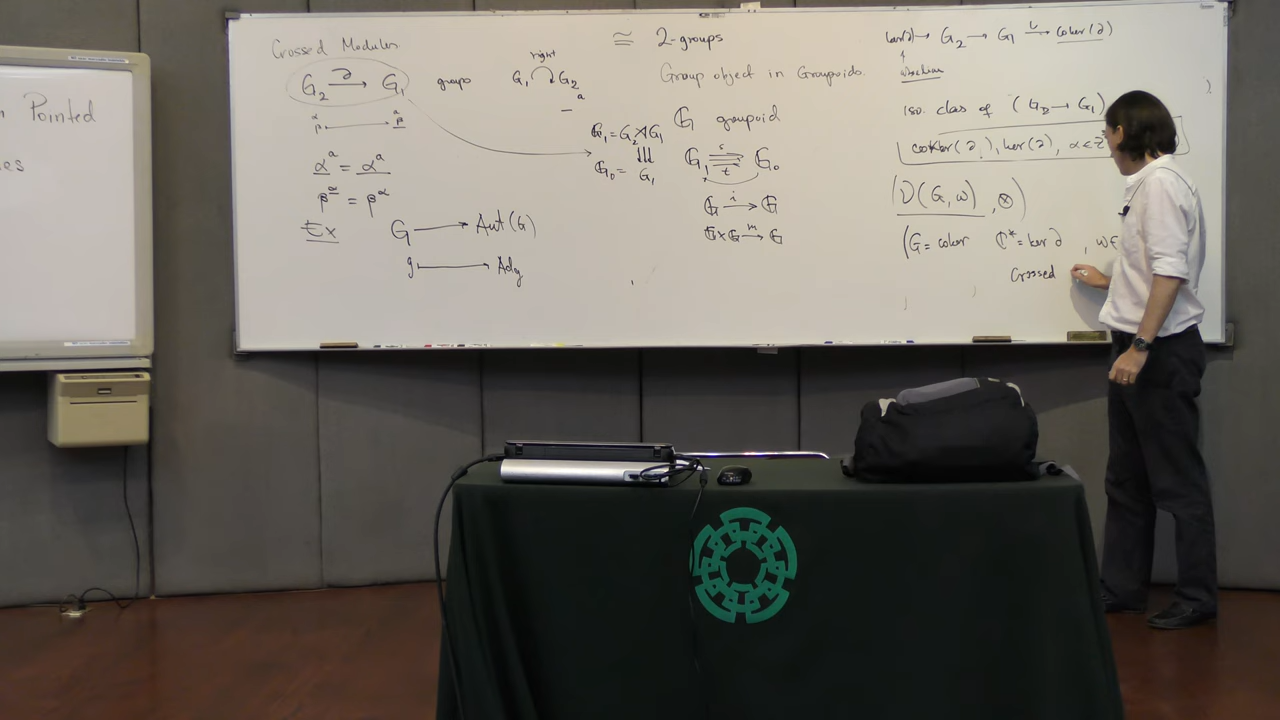 n Pointed
es
Crossed Modules
G₂ —∂→ G₁ groups G₁ ↷ G₂ right
a
≅ 2-groups
Group object in Groupoids.
𝔾 groupoid
𝔾₁ = G₂ ⋊ G₁
𝔾₀ = G₁
𝔾₁ ⇉ 𝔾₀ s t
𝔾 —i→ 𝔾
𝔾 × 𝔾 —m→ 𝔾
Ex G → Aut(G)
g ↦ Ad_g
ker(∂) → G₂ → G₁ → coker(∂)
iso. class of (G₂ → G₁)
coker(∂), ker(∂), α ∈
(D(G, ω), ⊗)
(G = coker ℂ* = ker ∂ , ω ∈
Crossed